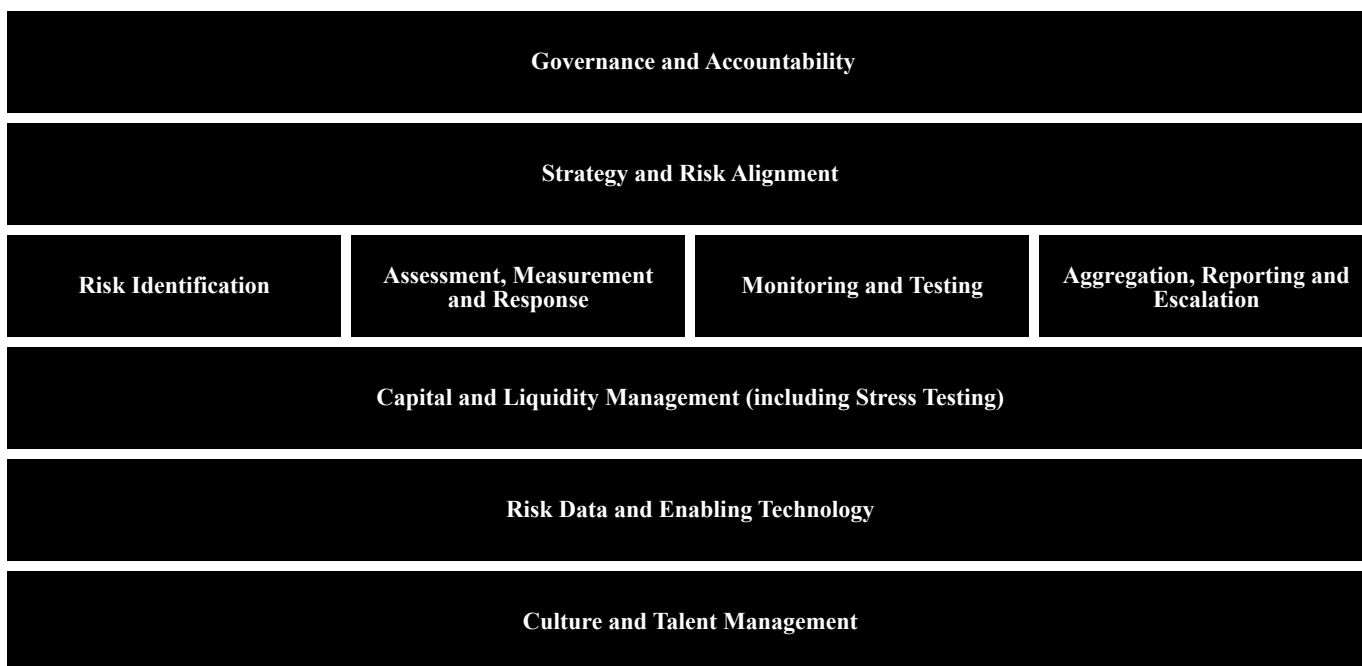 Governance and Accountability
Strategy and Risk Alignment
Risk Identification
Assessment, Measurement
and Response
Monitoring and Testing
Aggregation, Reporting and
Escalation
Capital and Liquidity Management (including Stress Testing)
Risk Data and Enabling Technology
Culture and Talent Management